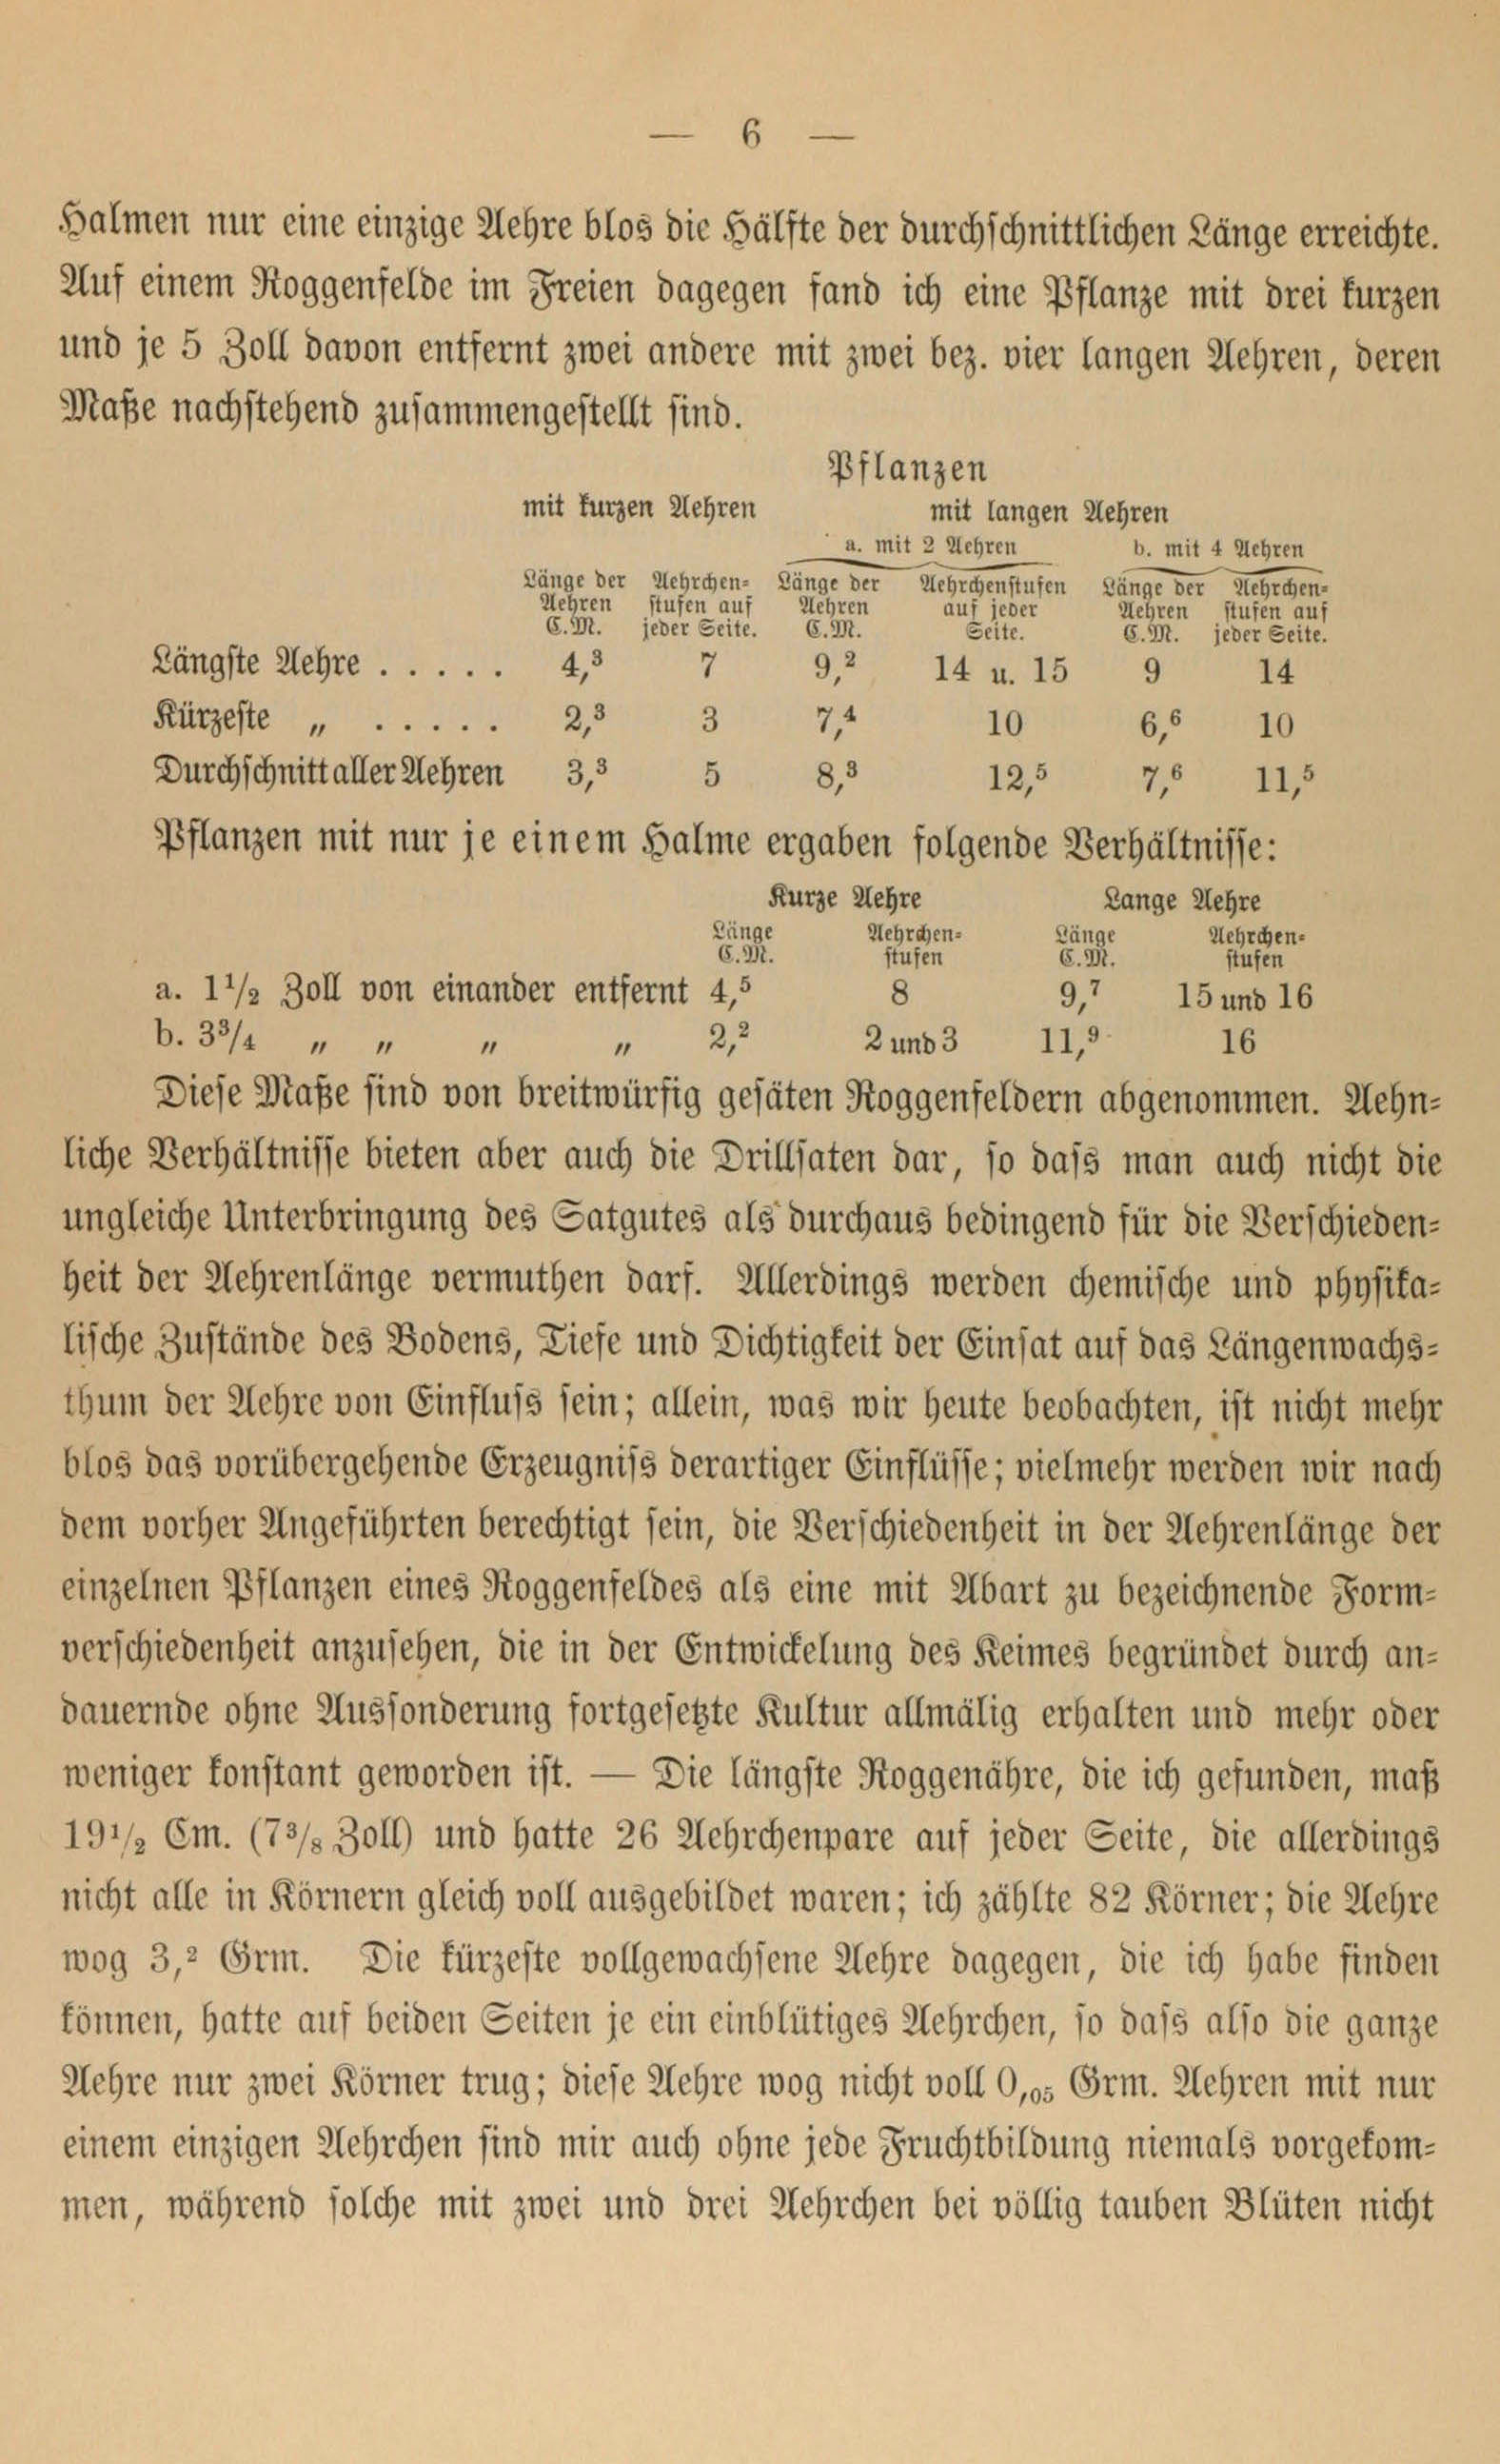 — 6 —
Halmen nur eine einzige Aehre blos die Hälfte der durchschnittlichen Länge erreichte.
Auf einem Roggenfelde im Freien dagegen fand ich eine Pflanze mit drei kurzen
und je 5 Zoll davon entfernt zwei andere mit zwei bez. vier langen Aehren, deren
Maße nachstehend zusammengestellt sind.
Pflanzen
mit kurzen Aehren mit langen Aehren
a. mit 2 Aehren b. mit 4 Aehren
Länge der Aehrchen= Länge der Aehrchenstufen Länge der Aehrchen=
Aehren stufen auf Aehren auf jeder Aehren stufen auf
C.M. jeder Seite. C.M. Seite. C.M. jeder Seite.
Längste Aehre . . . . . 4,³ 7 9,² 14 u. 15 9 14
Kürzeste „ . . . . . 2,³ 3 7,⁴ 10 6,⁶ 10
Durchschnitt aller Aehren 3,³ 5 8,³ 12,⁵ 7,⁶ 11,⁵
Pflanzen mit nur je einem Halme ergaben folgende Verhältnisse:
Kurze Aehre Lange Aehre
Länge Aehrchen= Länge Aehrchen=
C.M. stufen C.M. stufen
a. 1½ Zoll von einander entfernt 4,⁵ 8 9,⁷ 15 und 16
b. 3¾ „ „ „ „ 2,² 2 und 3 11,⁹ 16
Diese Maße sind von breitwürfig gesäten Roggenfeldern abgenommen. Aehn=
liche Verhältnisse bieten aber auch die Drillsaten dar, so dass man auch nicht die
ungleiche Unterbringung des Satgutes als durchaus bedingend für die Verschieden=
heit der Aehrenlänge vermuthen darf. Allerdings werden chemische und physika=
lische Zustände des Bodens, Tiefe und Dichtigkeit der Einsat auf das Längenwachs=
thum der Aehre von Einfluss sein; allein, was wir heute beobachten, ist nicht mehr
blos das vorübergehende Erzeugniss derartiger Einflüsse; vielmehr werden wir nach
dem vorher Angeführten berechtigt sein, die Verschiedenheit in der Aehrenlänge der
einzelnen Pflanzen eines Roggenfeldes als eine mit Abart zu bezeichnende Form=
verschiedenheit anzusehen, die in der Entwickelung des Keimes begründet durch an=
dauernde ohne Aussonderung fortgesetzte Kultur allmälig erhalten und mehr oder
weniger konstant geworden ist. — Die längste Roggenähre, die ich gefunden, maß
19½ Cm. (7⅜ Zoll) und hatte 26 Aehrchenpare auf jeder Seite, die allerdings
nicht alle in Körnern gleich voll ausgebildet waren; ich zählte 82 Körner; die Aehre
wog 3,² Grm. Die kürzeste vollgewachsene Aehre dagegen, die ich habe finden
können, hatte auf beiden Seiten je ein einblütiges Aehrchen, so dass also die ganze
Aehre nur zwei Körner trug; diese Aehre wog nicht voll 0,₀₅ Grm. Aehren mit nur
einem einzigen Aehrchen sind mir auch ohne jede Fruchtbildung niemals vorgekom=
men, während solche mit zwei und drei Aehrchen bei völlig tauben Blüten nicht